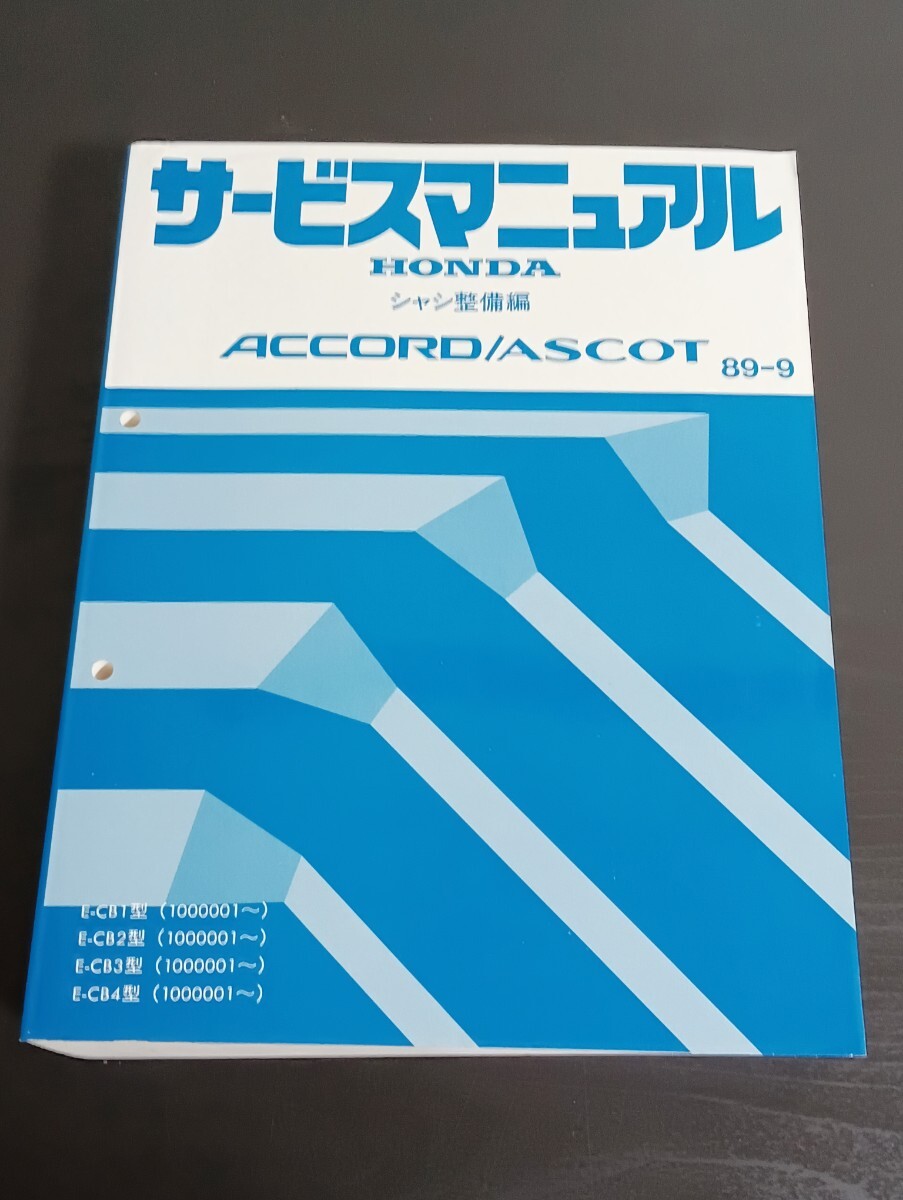 サービスマニュアル
HONDA
シャシ整備編
ACCORD/ASCOT 89-9
E-CB1型 (1000001～)
E-CB2型 (1000001～)
E-CB3型 (1000001～)
E-CB4型 (1000001～)